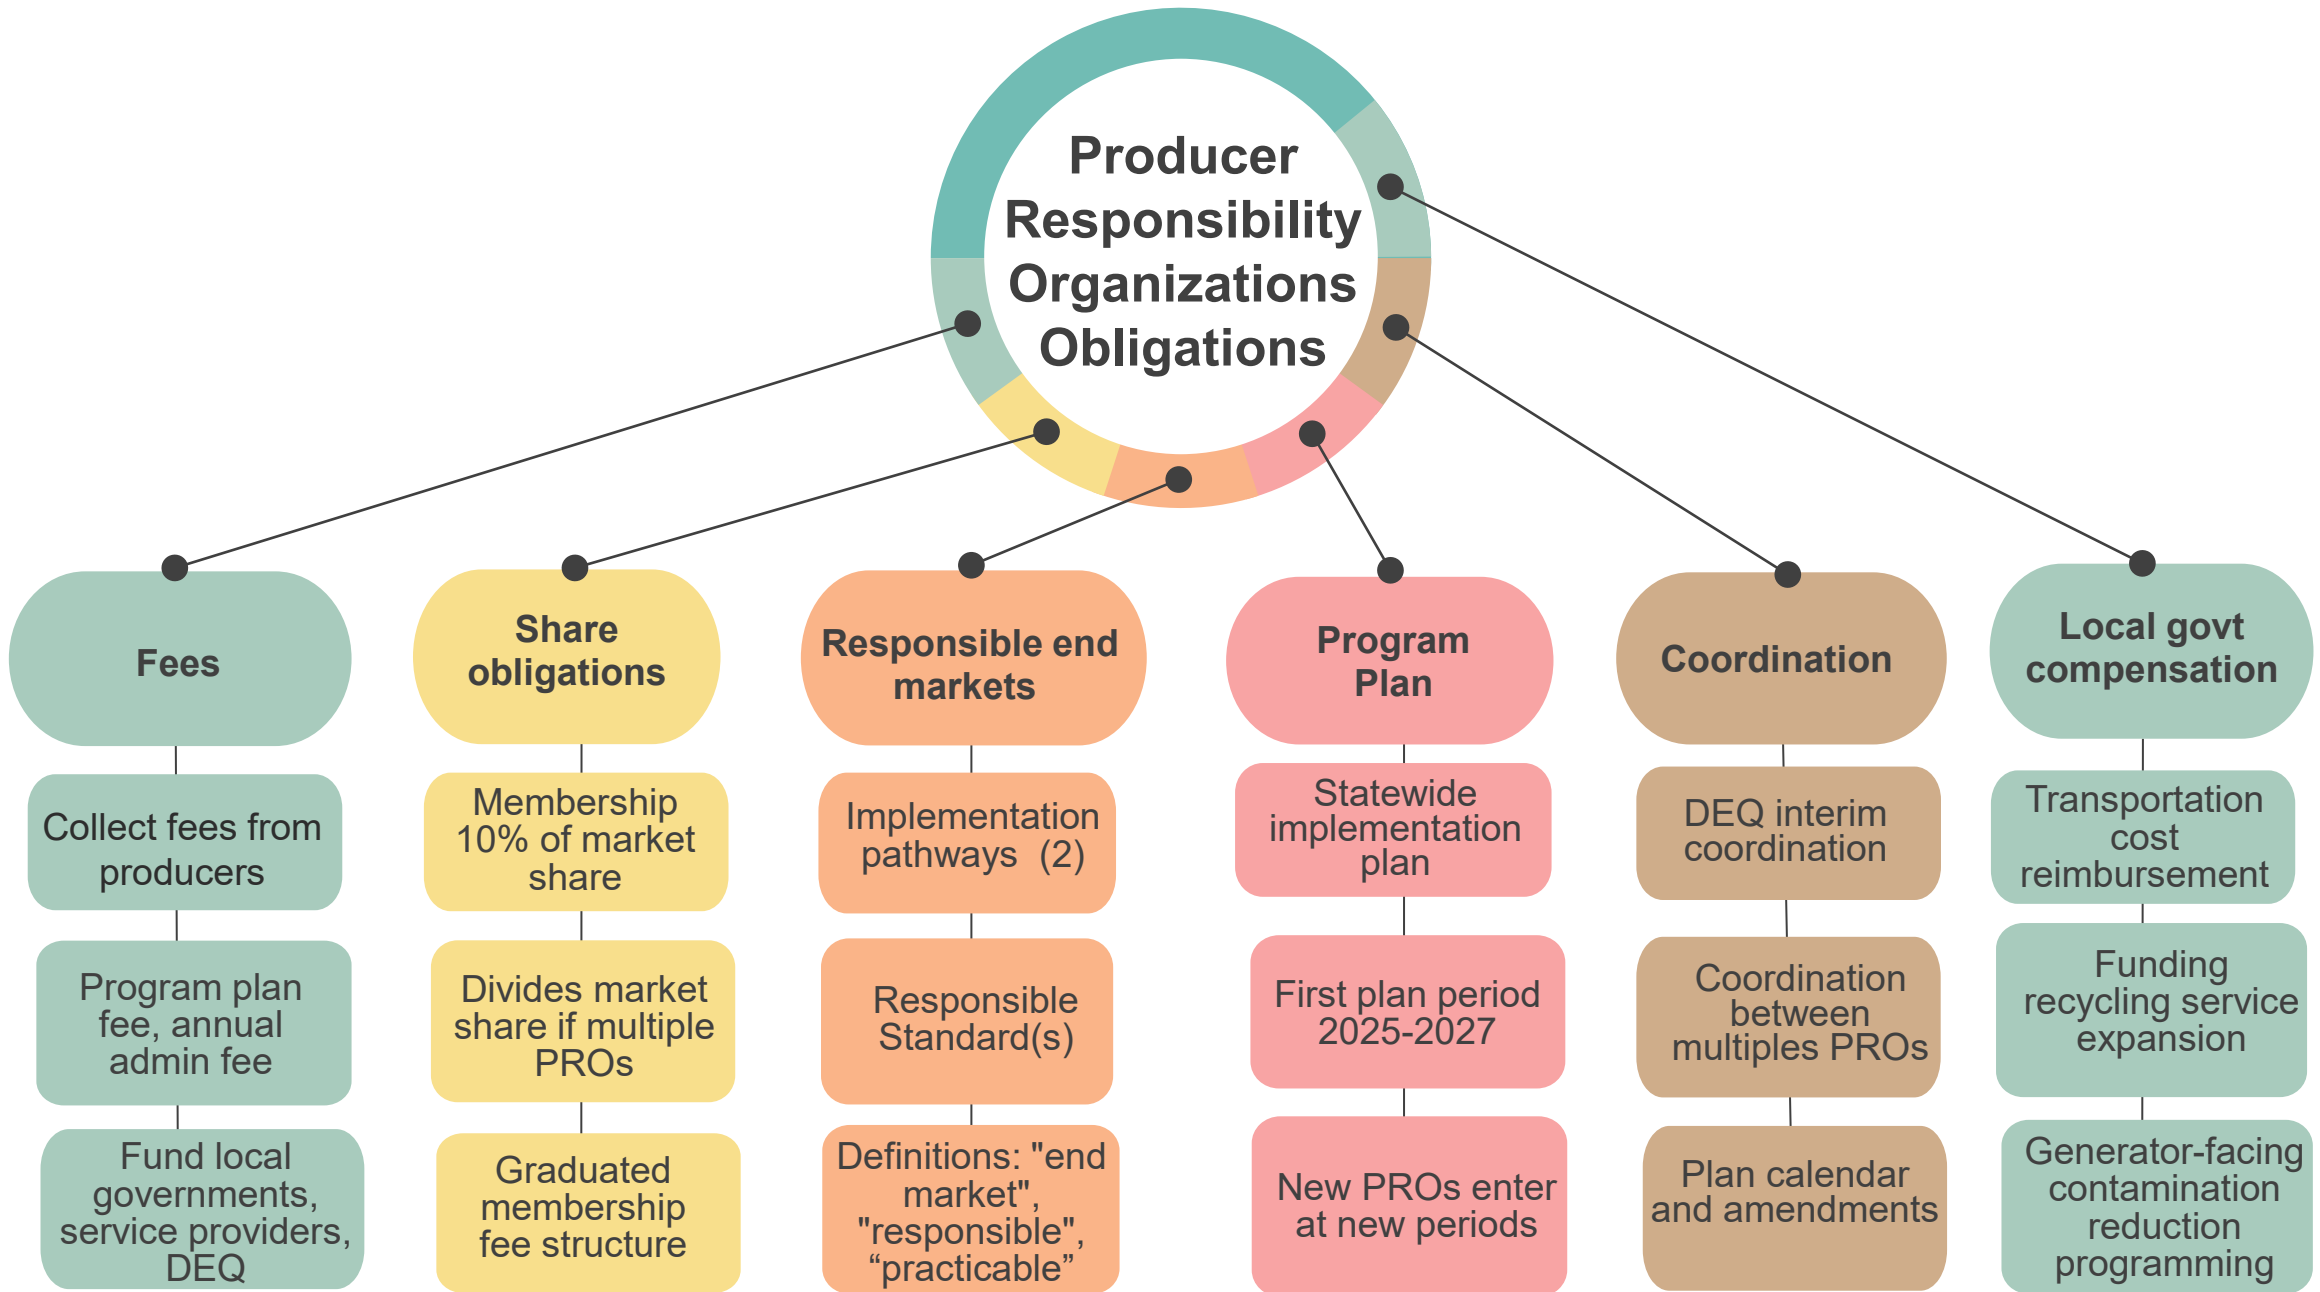 Producer
Responsibility
Organizations
Obligations
Fees
Collect fees from
producers
Program plan
fee, annual
admin fee
Fund local
governments,
service providers,
DEQ
Share
obligations
Membership
10% of market
share
Divides market
share if multiple
PROs
Graduated
membership
fee structure
Responsible end
markets
Implementation
pathways (2)
Responsible
Standard(s)
Definitions: "end
market",
"responsible",
“practicable”
Program
Plan
Statewide
implementation
plan
First plan period
2025-2027
New PROs enter
at new periods
Coordination
DEQ interim
coordination
Coordination
between
multiples PROs
Plan calendar
and amendments
Local govt
compensation
Transportation
cost
reimbursement
Funding
recycling service
expansion
Generator-facing
contamination
reduction
programming